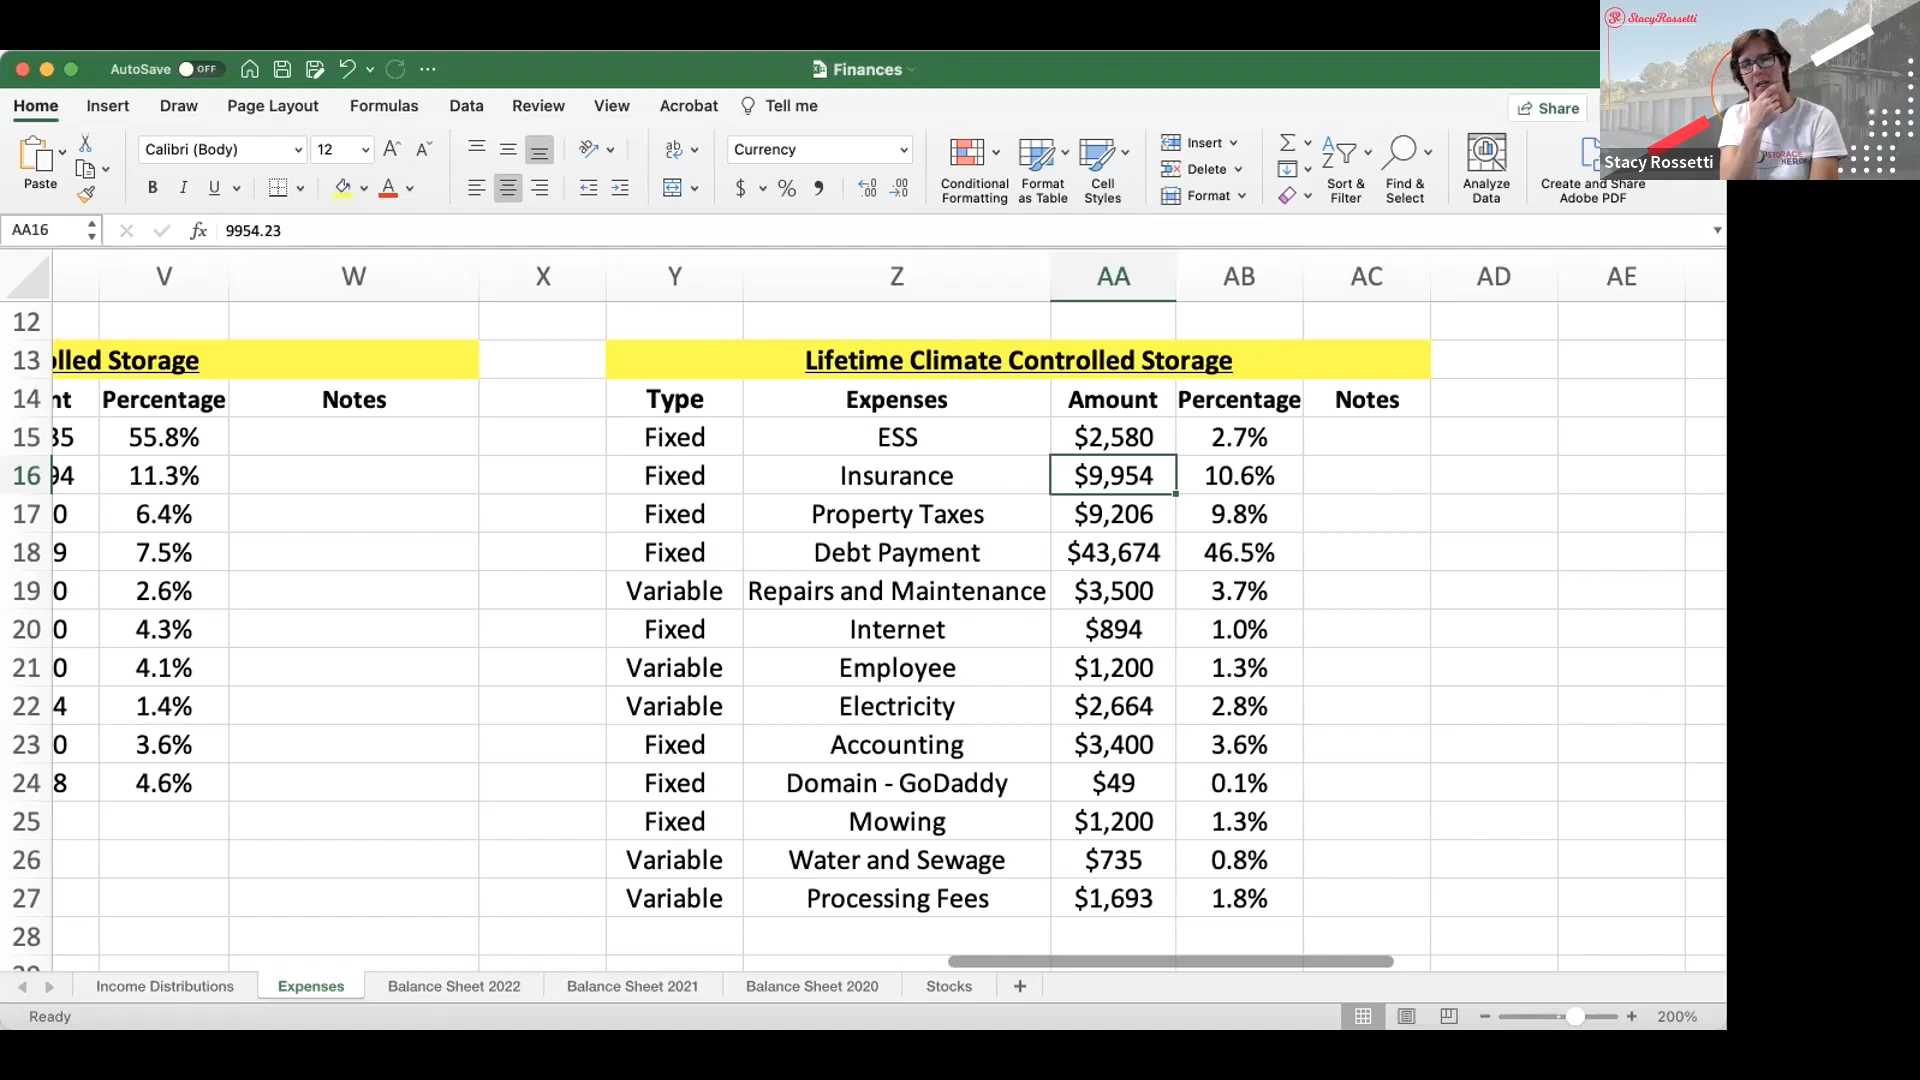 AutoSave OFF
Finances
StacyRossetti
Home Insert Draw Page Layout Formulas Data Review View Acrobat Tell me
Share
Stacy Rossetti
Calibri (Body) 12
Currency
Paste
B I U
$ % 9
Conditional Formatting
Format as Table
Cell Styles
Insert
Delete
Format
Sort & Filter
Find & Select
Analyze Data
Create and Share Adobe PDF
AA16 fx 9954.23
V W X Y Z AA AB AC AD AE
12
13 olled Storage Lifetime Climate Controlled Storage
14 nt Percentage Notes Type Expenses Amount Percentage Notes
15 35 55.8% Fixed ESS $2,580 2.7%
16 94 11.3% Fixed Insurance $9,954 10.6%
17 0 6.4% Fixed Property Taxes $9,206 9.8%
18 9 7.5% Fixed Debt Payment $43,674 46.5%
19 0 2.6% Variable Repairs and Maintenance $3,500 3.7%
20 0 4.3% Fixed Internet $894 1.0%
21 0 4.1% Variable Employee $1,200 1.3%
22 4 1.4% Variable Electricity $2,664 2.8%
23 0 3.6% Fixed Accounting $3,400 3.6%
24 8 4.6% Fixed Domain - GoDaddy $49 0.1%
25 Fixed Mowing $1,200 1.3%
26 Variable Water and Sewage $735 0.8%
27 Variable Processing Fees $1,693 1.8%
28
Income Distributions Expenses Balance Sheet 2022 Balance Sheet 2021 Balance Sheet 2020 Stocks +
Ready 200%